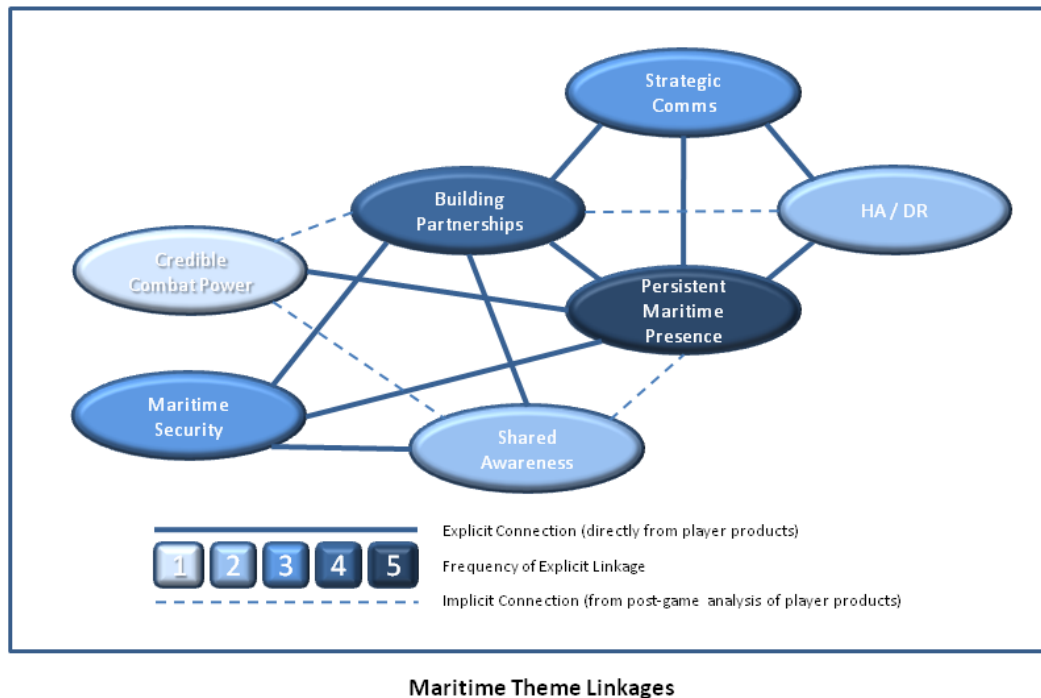 Strategic
Comms
Building
Partnerships
HA / DR
Credible
Combat Power
Persistent
Maritime
Presence
Maritime
Security
Shared
Awareness
Explicit Connection (directly from player products)
1 2 3 4 5 Frequency of Explicit Linkage
Implicit Connection (from post-game analysis of player products)
Maritime Theme Linkages